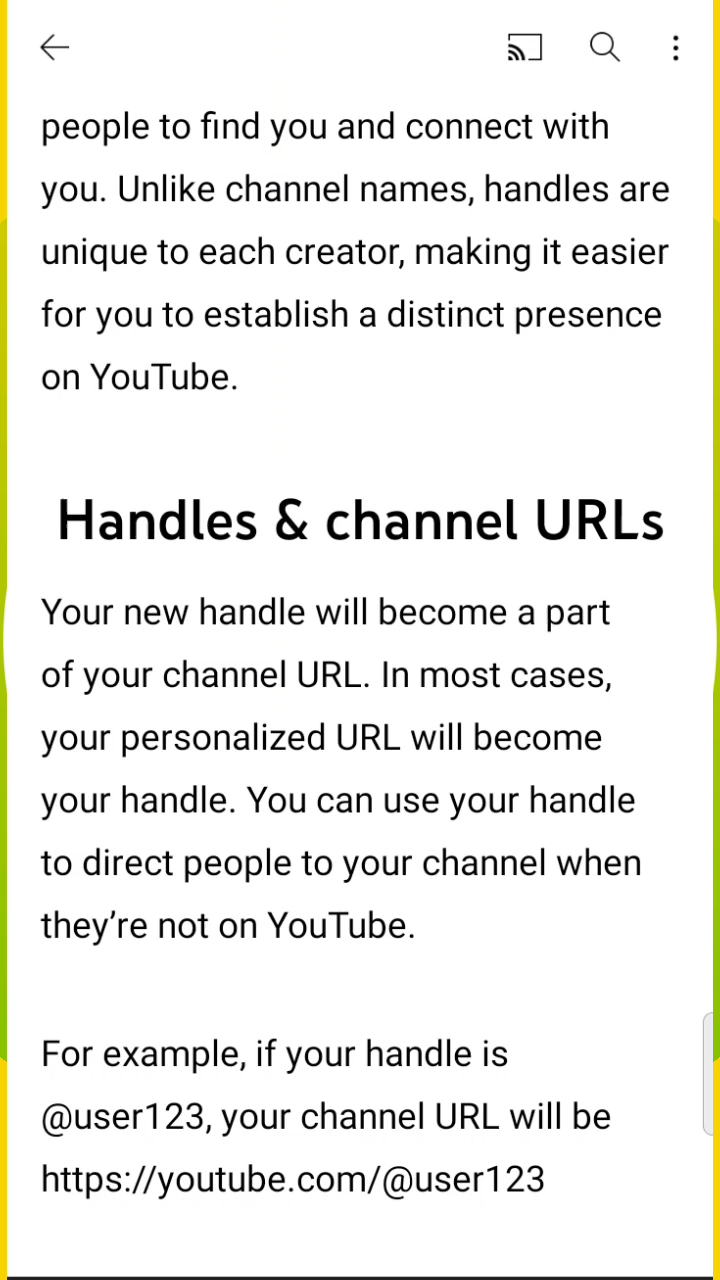 people to find you and connect with
you. Unlike channel names, handles are
unique to each creator, making it easier
for you to establish a distinct presence
on YouTube.
Handles & channel URLs
Your new handle will become a part
of your channel URL. In most cases,
your personalized URL will become
your handle. You can use your handle
to direct people to your channel when
they’re not on YouTube.
For example, if your handle is
@user123, your channel URL will be
https://youtube.com/@user123